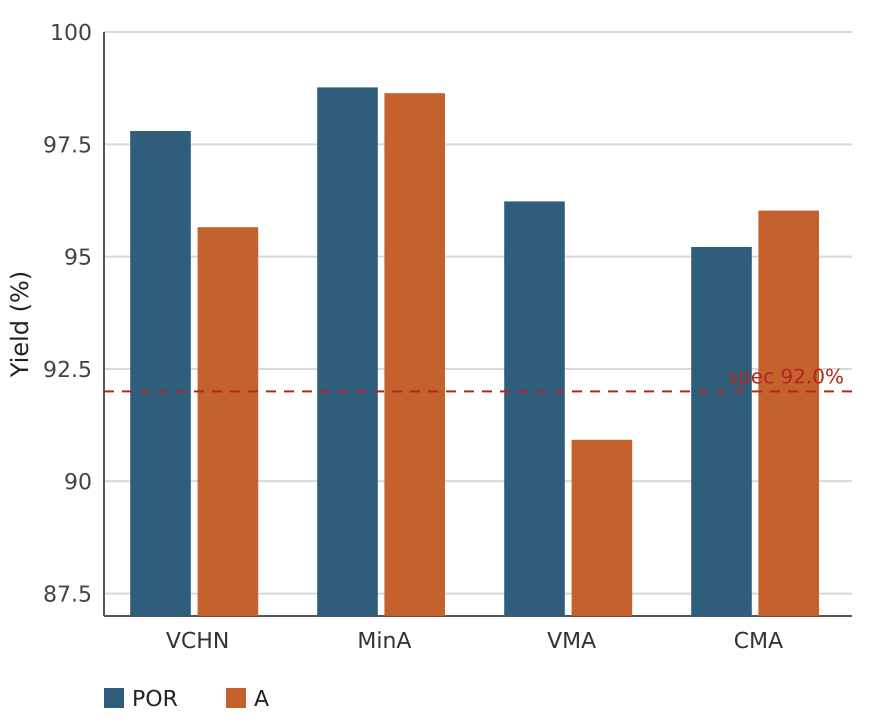 100
97.5
95
92.5
90
87.5
Yield (%)
spec 92.0%
VCHN MinA VMA CMA
POR A